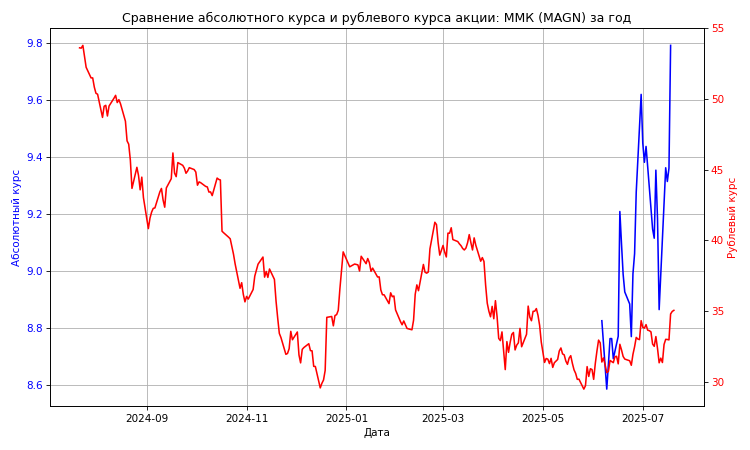 Сравнение абсолютного курса и рублевого курса акции: ММК (MAGN) за год
Абсолютный курс
9.8
9.6
9.4
9.2
9.0
8.8
8.6
55
50
45
40
35
30
Рублевый курс
2024-09 2024-11 2025-01 2025-03 2025-05 2025-07
Дата